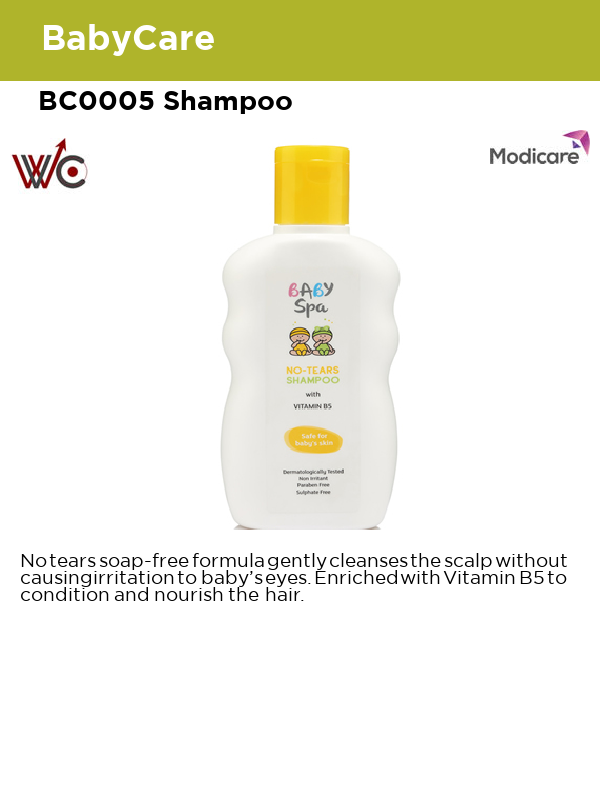 BabyCare
BC0005 Shampoo
WC
Modicare
BABY
Spa
NO-TEARS
SHAMPOO
with
VITAMIN B5
Safe for
baby's skin
Dermatologically Tested
Non Irritant
Paraben Free
Sulphate Free
No tears soap-free formula gently cleanses the scalp without
causing irritation to baby's eyes. Enriched with Vitamin B5 to
condition and nourish the hair.